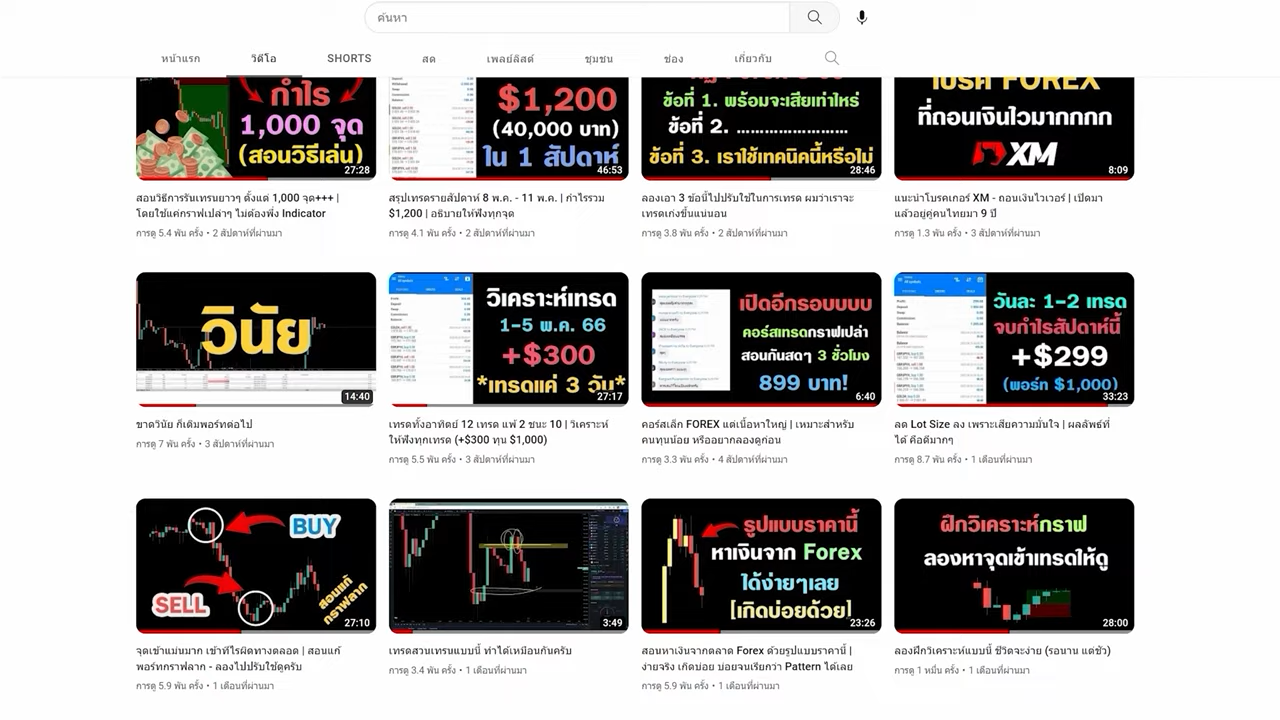 ค้นหา
หน้าแรก
วิดีโอ
SHORTS
สด
เพลย์ลิสต์
ชุมชน
ช่อง
เกี่ยวกับ
กำไร
1,000 จุด
(สอนวิธีเล่น)
27:28
$1,200
(40,000 บาท)
ใน 1 สัปดาห์
46:53
ข้อที่ 1. พร้อมจะเสียเท่าไหร่
ข้อที่ 2. ......................
ข้อที่ 3. เราใช้เทคนิคนี้หรือไม่
28:46
FOREX
ที่ถอนเงินไวมากกกก
XM
8:09
สอนวิธีการรันเทรนยาวๆ ตั้งแต่ 1,000 จุด+++ |
โดยใช้แค่กราฟเปล่าๆ ไม่ต้องพึ่ง Indicator
การดู 5.4 พัน ครั้ง • 2 สัปดาห์ที่ผ่านมา
สรุปเทรดรายสัปดาห์ 8 พ.ค. - 11 พ.ค. | กำไรรวม
$1,200 | อธิบายให้ฟังทุกจุด
การดู 4.1 พัน ครั้ง • 2 สัปดาห์ที่ผ่านมา
ลองเอา 3 ข้อนี้ไปปรับใช้ในการเทรด ผมว่าเราจะ
เทรดเก่งขึ้นแน่นอน
การดู 3.8 พัน ครั้ง • 2 สัปดาห์ที่ผ่านมา
แนะนำโบรคเกอร์ XM - ถอนเงินไวเวอร์ | เปิดมา
แล้วอยู่คู่คนไทยมา 9 ปี
การดู 1.3 พัน ครั้ง • 3 สัปดาห์ที่ผ่านมา
วินัย
14:40
วิเคราะห์เทรด
1-5 พ.ค. 66
+$300
*เทรดแค่ 3 วัน*
27:17
เปิดอีกรอบบบบ
คอร์สเทรดกราฟเปล่า
สอนกันสดๆ 3 ชั่วโมง
899 บาท!
6:40
วันละ 1-2 เทรด
จบกำไรสัปดาห์นี้
+$299
(พอร์ท $1,000)
33:23
ขาดวินัย ก็เติมพอร์ทต่อไป
การดู 7 พัน ครั้ง • 3 สัปดาห์ที่ผ่านมา
เทรดทั้งอาทิตย์ 12 เทรด แพ้ 2 ชนะ 10 | วิเคราะห์
ให้ฟังทุกเทรด (+$300 ทุน $1,000)
การดู 5.5 พัน ครั้ง • 3 สัปดาห์ที่ผ่านมา
คอร์สเล็ก FOREX แต่เนื้อหาใหญ่ | เหมาะสำหรับ
คนทุนน้อย หรืออยากลองดูก่อน
การดู 3.3 พัน ครั้ง • 4 สัปดาห์ที่ผ่านมา
ลด Lot Size ลง เพราะเสียความมั่นใจ | ผลลัพธ์ที่
ได้ คือดีมากๆ
การดู 8.7 พัน ครั้ง • 1 เดือนที่ผ่านมา
BUY
SELL
สอนแก้
กราฟลาก
27:10
3:49
รูปแบบราคานี้
หาเงินจาก Forex
ได้ง่ายๆเลย
[เกิดบ่อยด้วย]
23:26
ฝึกวิเคราะห์กราฟ
ลองหาจุดเข้าเทรดให้ดู
28:00
จุดเข้าแม่นมาก เข้าทีไรผิดทางตลอด | สอนแก้
พอร์ทกราฟลาก - ลองไปปรับใช้ดูครับ
การดู 5.9 พัน ครั้ง • 1 เดือนที่ผ่านมา
เทรดสวนเทรนแบบนี้ ทำได้เหมือนกันครับ
การดู 3.4 พัน ครั้ง • 1 เดือนที่ผ่านมา
สอนหาเงินจากตลาด Forex ด้วยรูปแบบราคานี้ |
ง่ายจริง เกิดบ่อย บ่อยจนเรียกว่า Pattern ได้เลย
การดู 5.9 พัน ครั้ง • 1 เดือนที่ผ่านมา
ลองฝึกวิเคราะห์แบบนี้ ชีวิตจะง่าย (รอนาน แต่ชัว)
การดู 1 หมื่น ครั้ง • 1 เดือนที่ผ่านมา